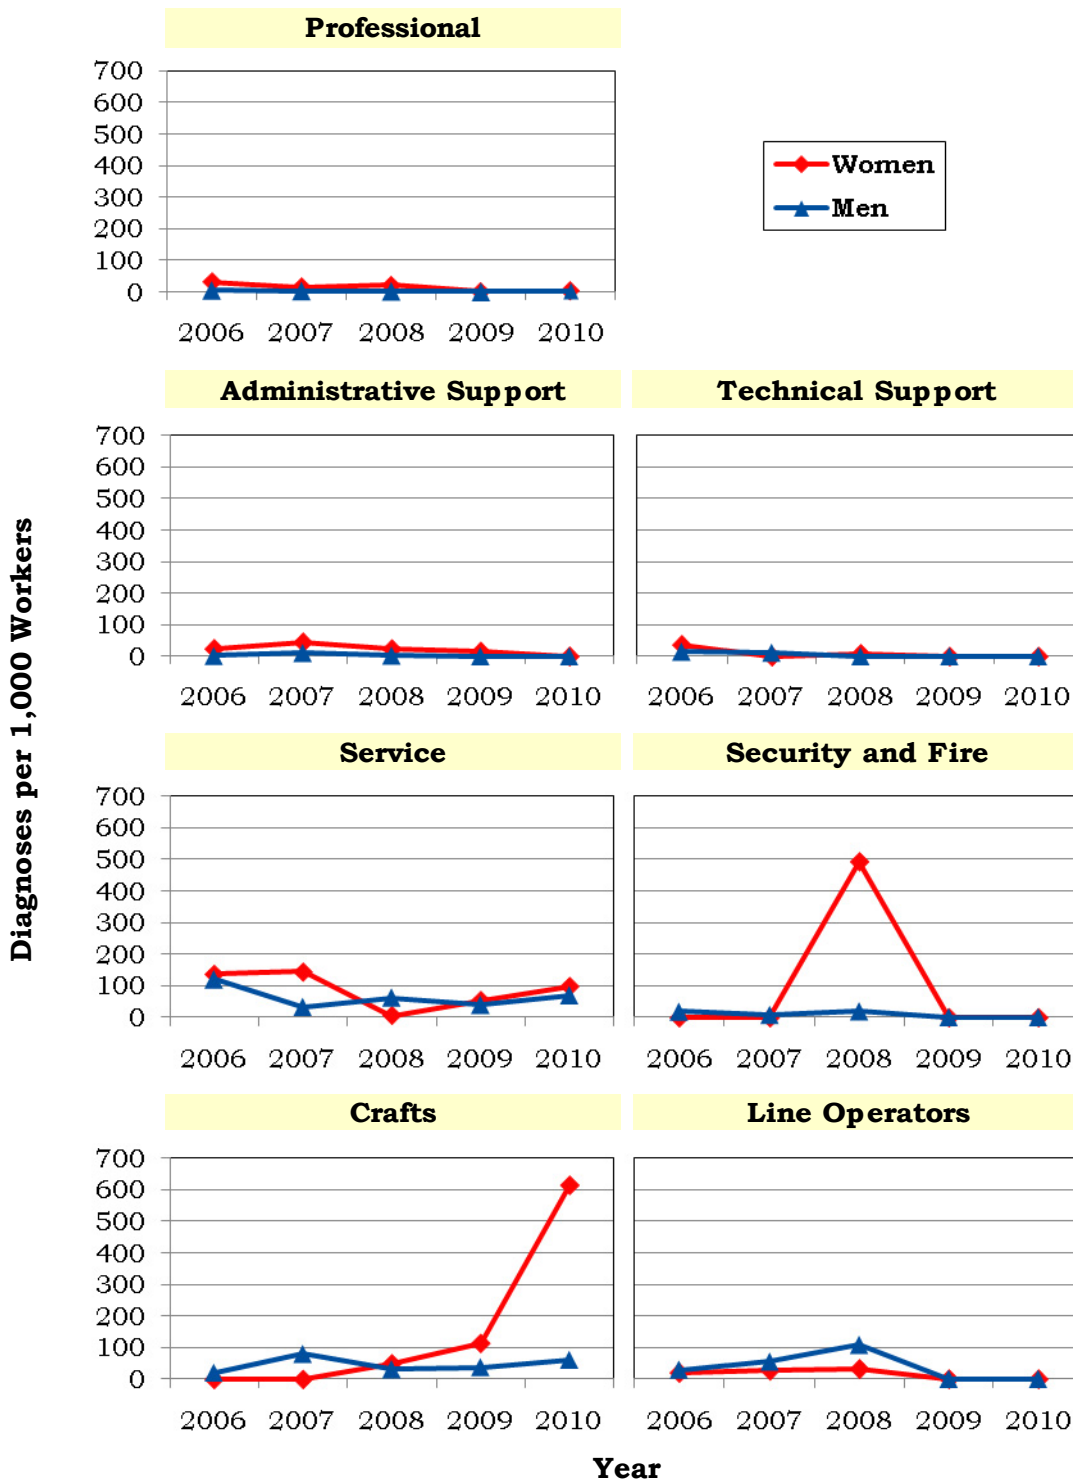 Professional
700
600
500
400
300
200
100
0
2006 2007 2008 2009 2010
Women
Men
Administrative Support
Technical Support
700
600
500
400
300
200
100
0
2006 2007 2008 2009 2010
2006 2007 2008 2009 2010
Service
Security and Fire
700
600
500
400
300
200
100
0
2006 2007 2008 2009 2010
2006 2007 2008 2009 2010
Crafts
Line Operators
700
600
500
400
300
200
100
0
2006 2007 2008 2009 2010
2006 2007 2008 2009 2010
Diagnoses per 1,000 Workers
Year